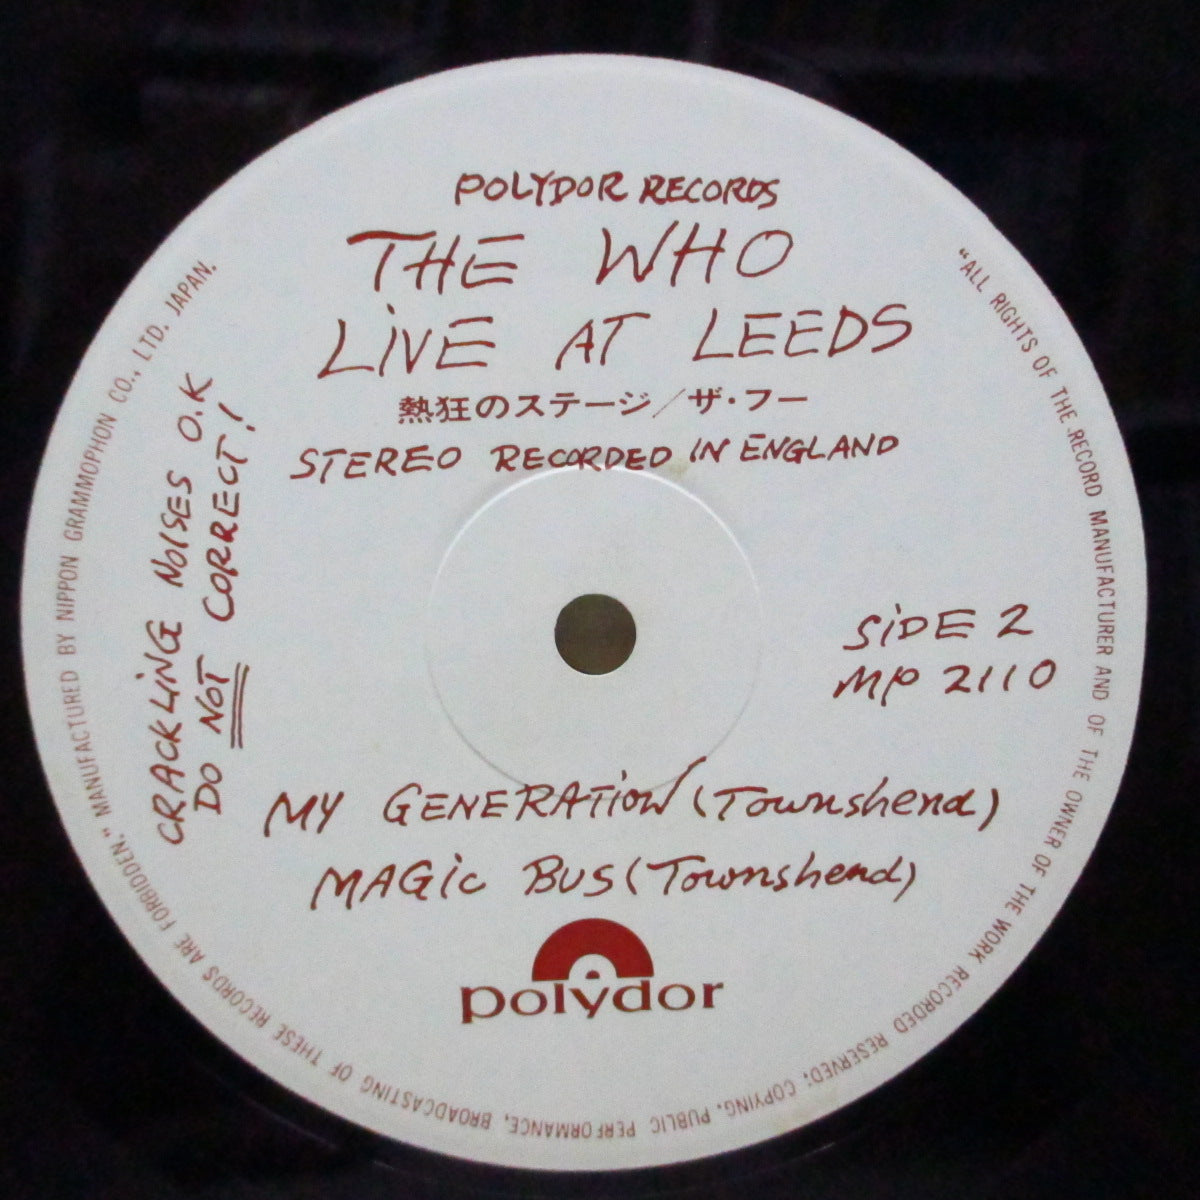 POLYDOR RECORDS
THE WHO
LiVE AT LEEDS
熱狂のステージ／ザ・フー
STEREO RECORDED IN ENGLAND
CRACKLiNG NOISES O.K
DO NOT CORRECT!
SiDE 2
MP 2110
MY GENERATiON (Townshend)
MAGiC BUS (Townshend)
polydor
"ALL RIGHTS OF THE RECORD MANUFACTURER AND OF THE OWNER OF THE WORK RECORDED RESERVED; COPYING, PUBLIC PERFORMANCE, BROADCASTING OF THESE RECORDS ARE FORBIDDEN." MANUFACTURED BY NIPPON GRAMMOPHON CO., LTD. JAPAN.